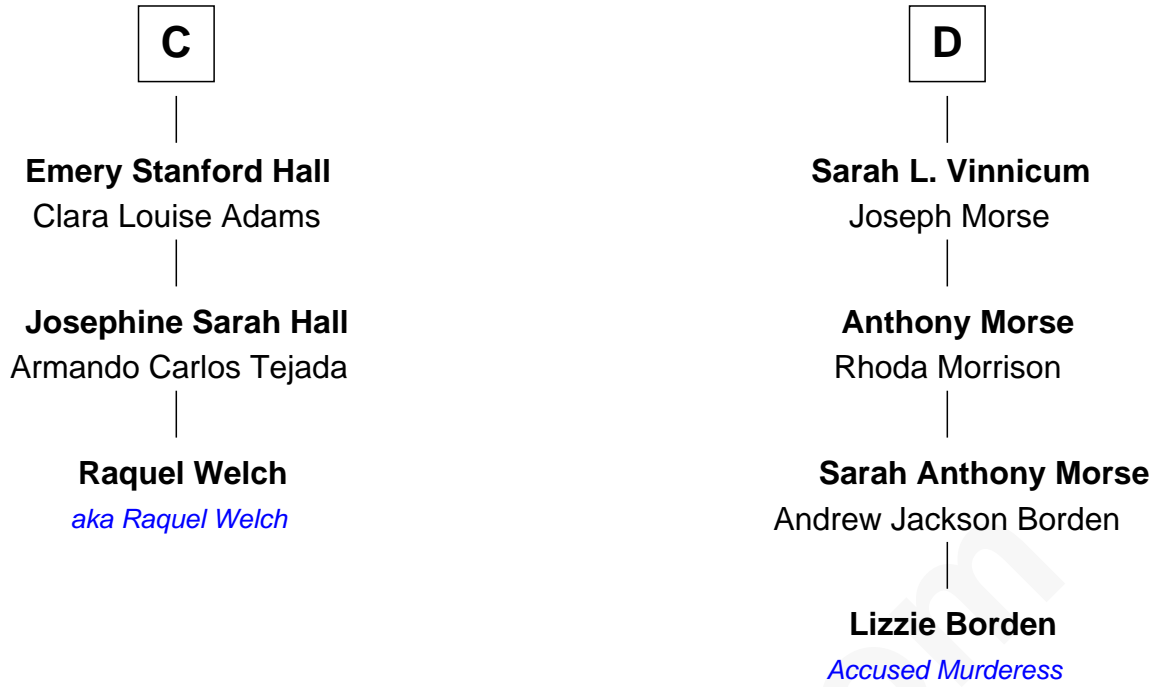 C
Emery Stanford Hall
Clara Louise Adams
Josephine Sarah Hall
Armando Carlos Tejada
Raquel Welch
aka Raquel Welch
D
Sarah L. Vinnicum
Joseph Morse
Anthony Morse
Rhoda Morrison
Sarah Anthony Morse
Andrew Jackson Borden
Lizzie Borden
Accused Murderess